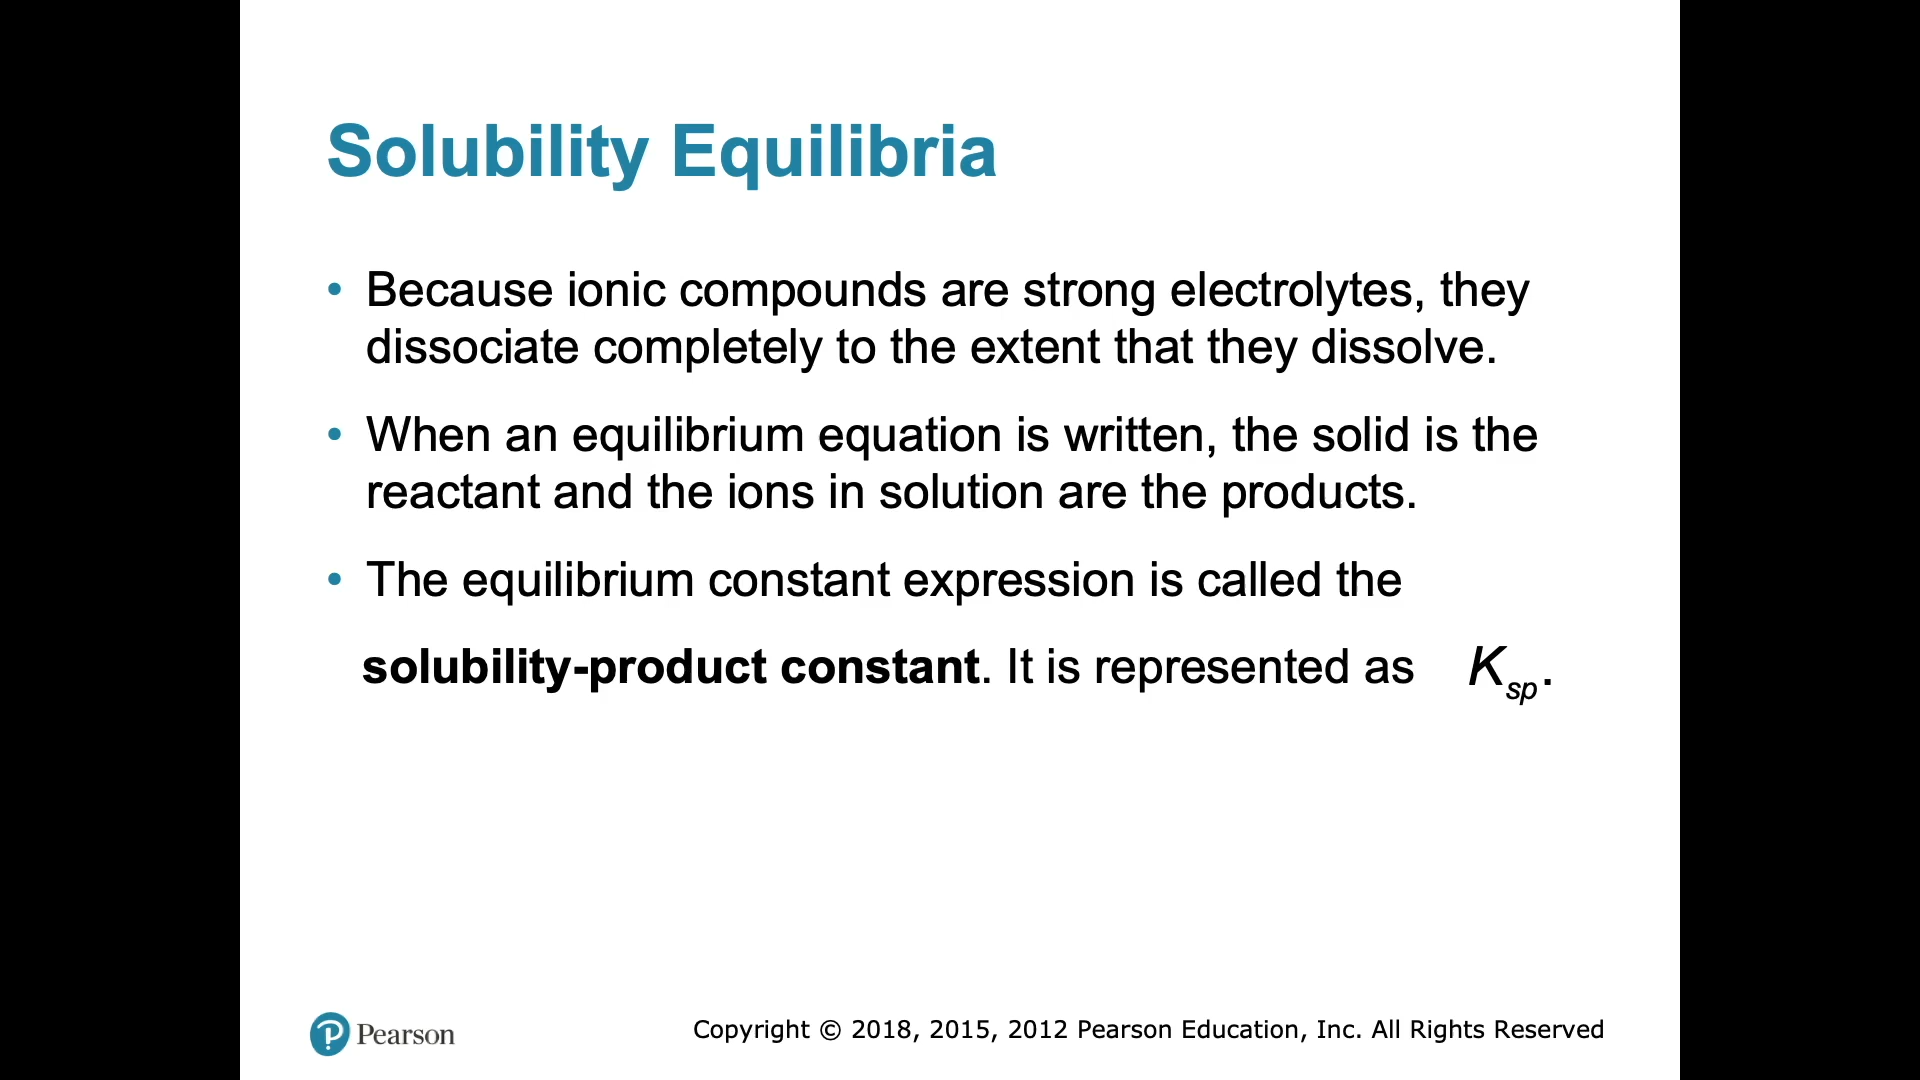 Solubility Equilibria
• Because ionic compounds are strong electrolytes, they
dissociate completely to the extent that they dissolve.
• When an equilibrium equation is written, the solid is the
reactant and the ions in solution are the products.
• The equilibrium constant expression is called the
solubility-product constant. It is represented as K_sp.
Pearson
Copyright © 2018, 2015, 2012 Pearson Education, Inc. All Rights Reserved